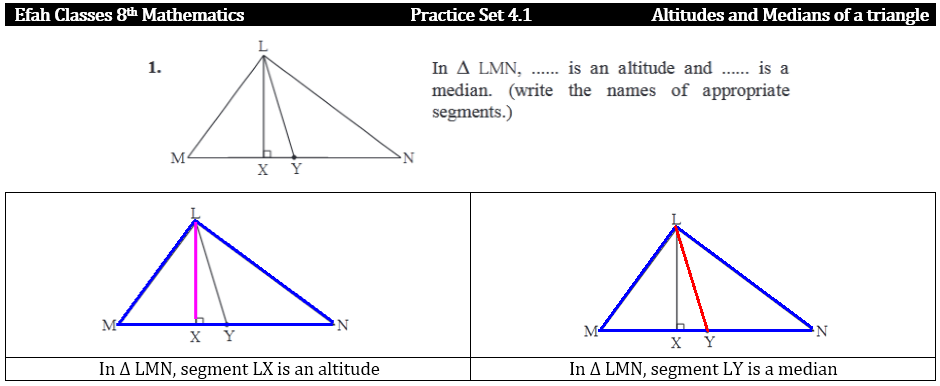 Efah Classes 8th Mathematics Practice Set 4.1 Altitudes and Medians of a triangle
1.
L
M
X Y
N
In Δ LMN, ...... is an altitude and ...... is a
median. (write the names of appropriate
segments.)
L
M
X Y
N
In Δ LMN, segment LX is an altitude
L
M
X Y
N
In Δ LMN, segment LY is a median